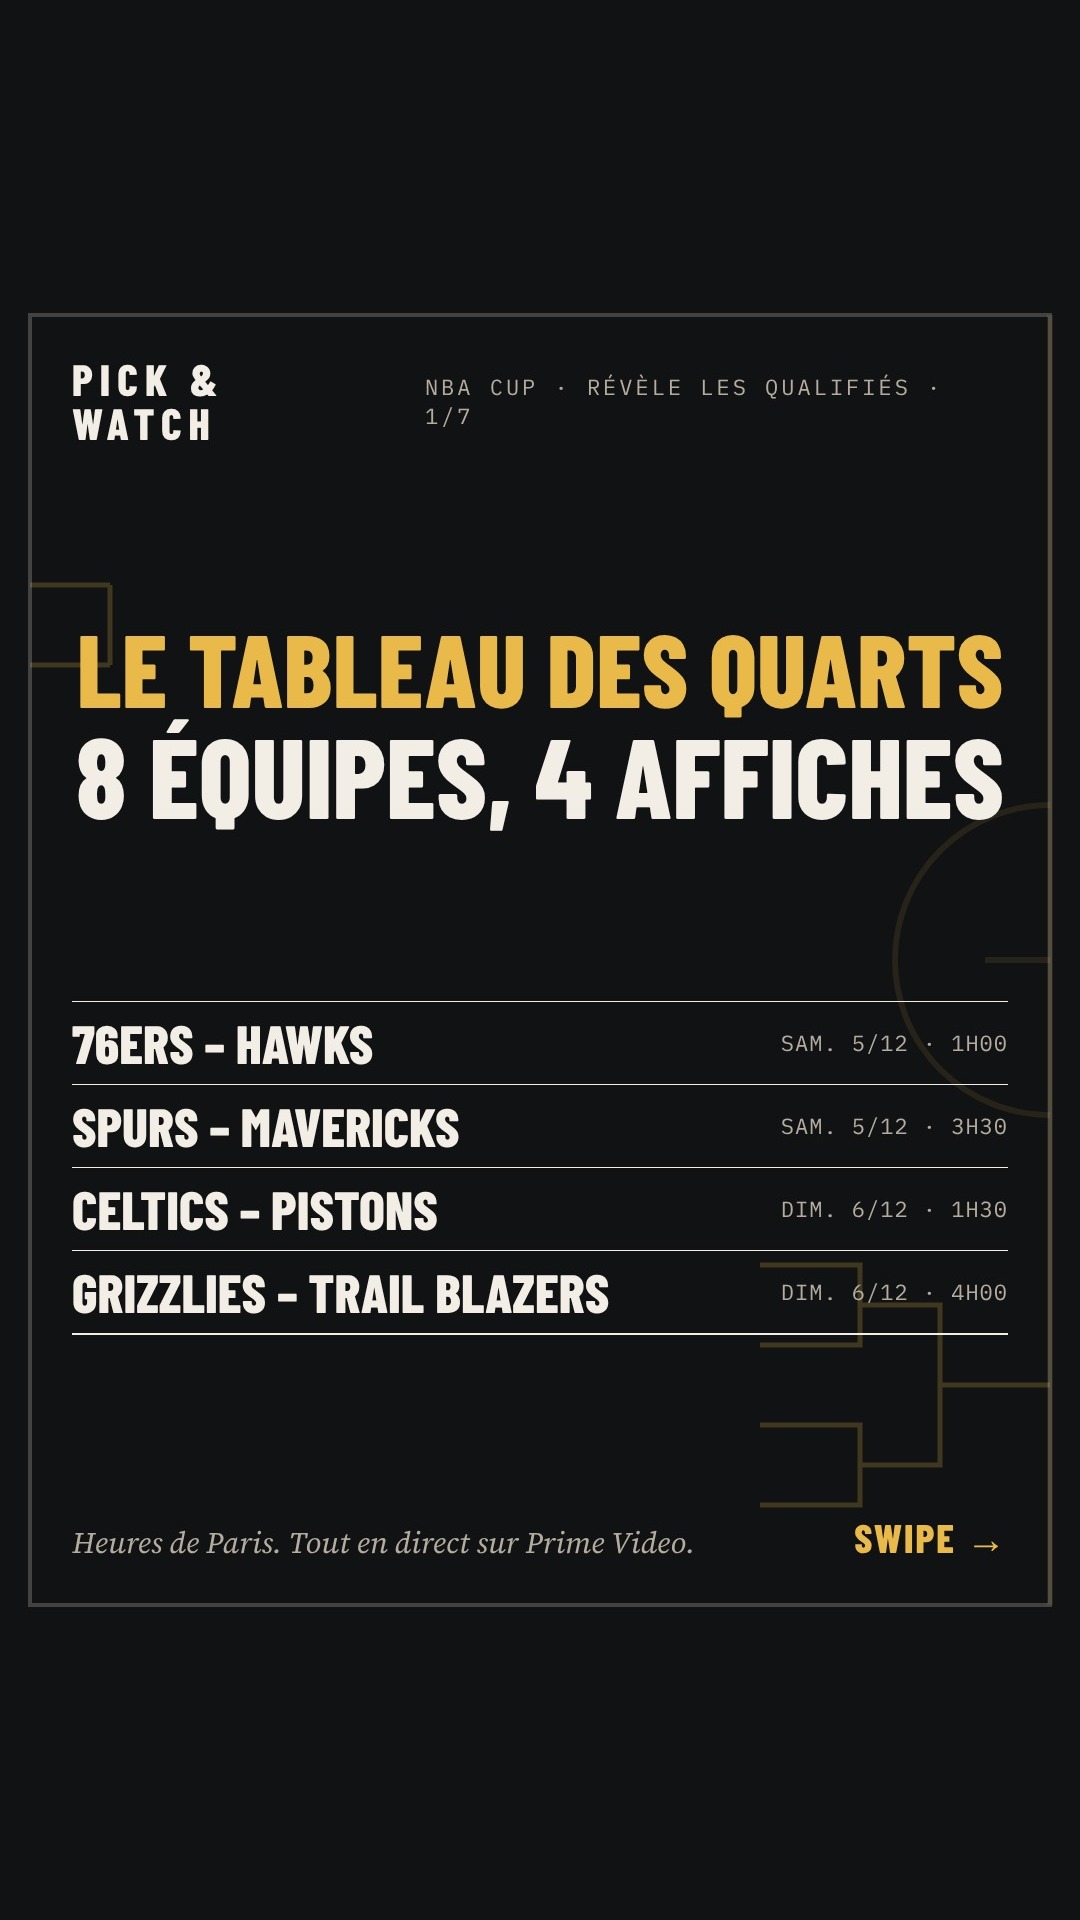 PICK &
WATCH
NBA CUP · RÉVÈLE LES QUALIFIÉS ·
1/7
LE TABLEAU DES QUARTS
8 ÉQUIPES, 4 AFFICHES
76ERS – HAWKS SAM. 5/12 · 1H00
SPURS – MAVERICKS SAM. 5/12 · 3H30
CELTICS – PISTONS DIM. 6/12 · 1H30
GRIZZLIES – TRAIL BLAZERS DIM. 6/12 · 4H00
Heures de Paris. Tout en direct sur Prime Video. SWIPE →